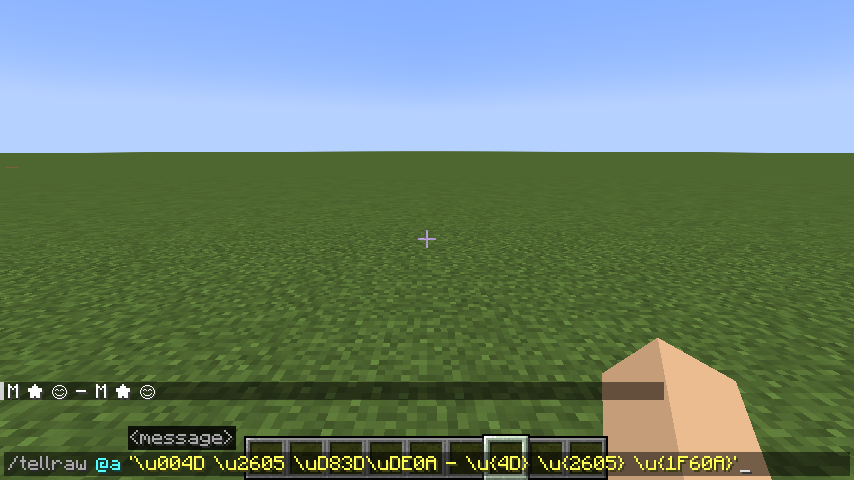 M ★ 😊 - M ★ 😊
<message>
/tellraw @a '\u004D \u2605 \uD83D\uDE0A - \u{4D} \u{2605} \u{1F60A}'_